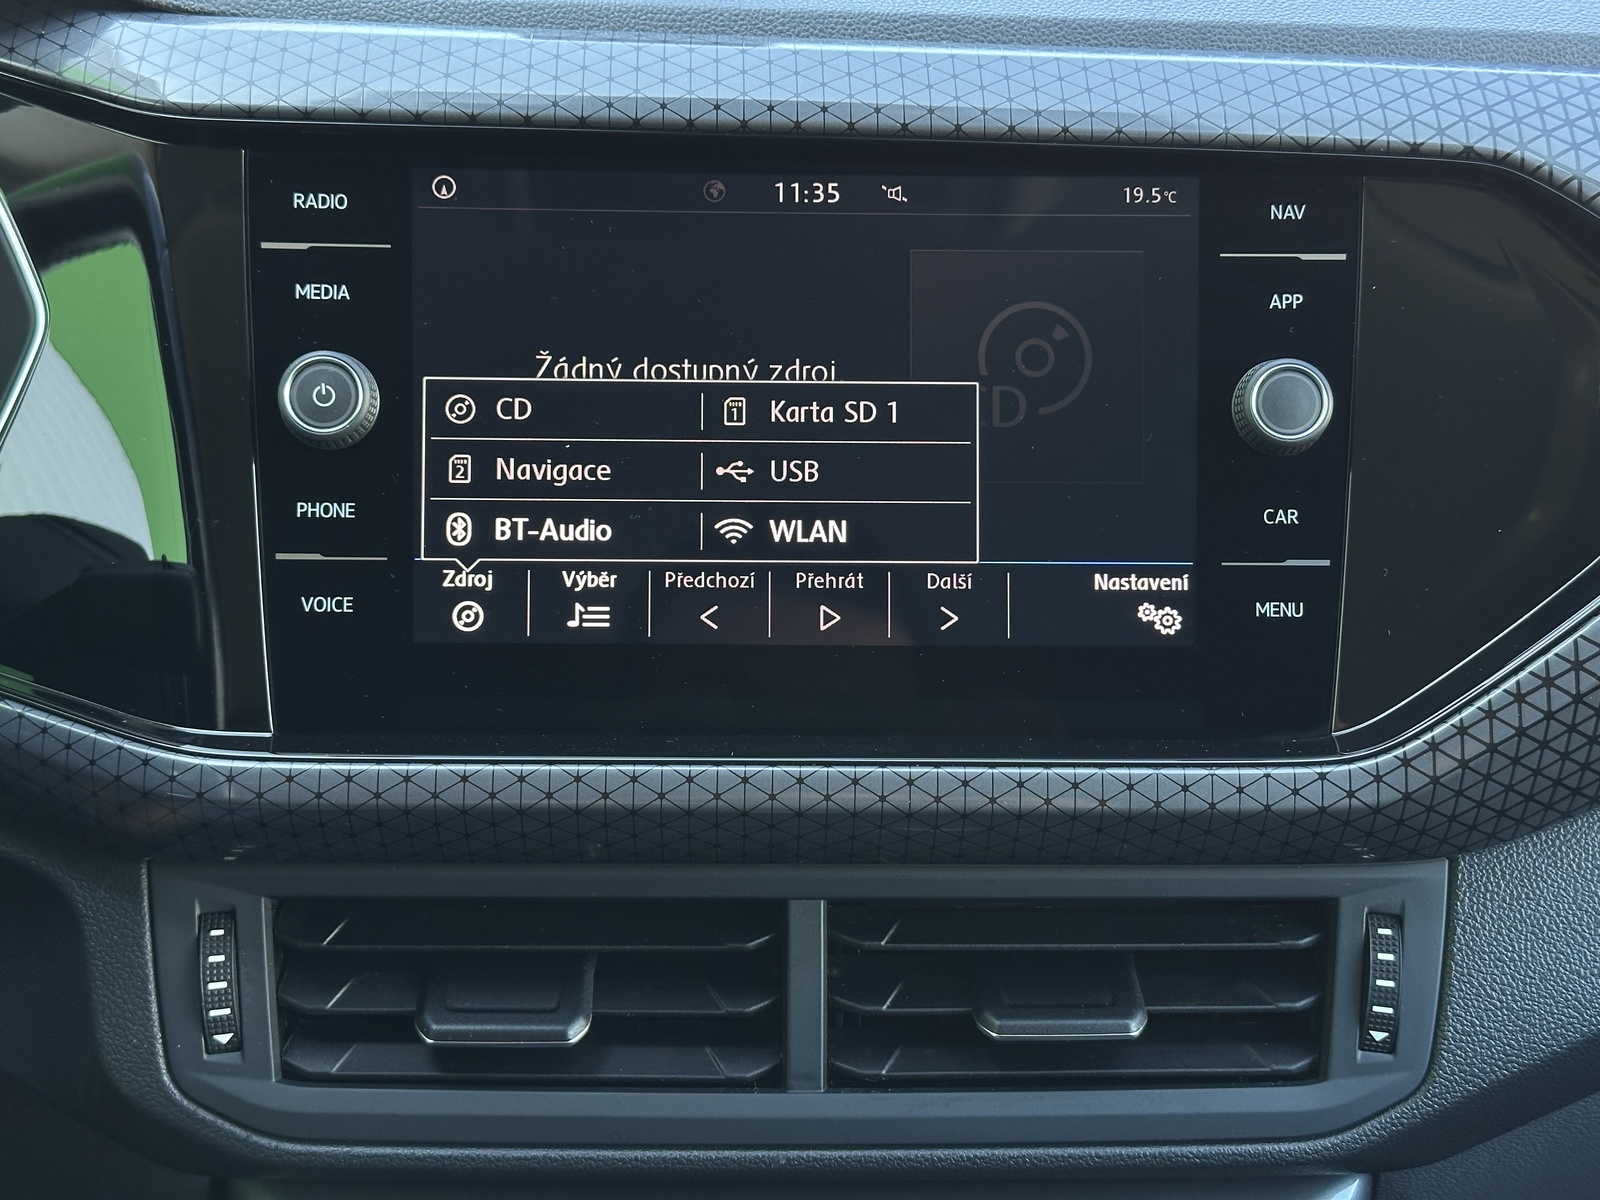 RADIO
MEDIA
PHONE
VOICE
11:35
19.5°C
Žádný dostupný zdroj.
CD
Karta SD 1
Navigace
USB
BT-Audio
WLAN
Zdroj
Výběr
Předchozí
Přehrát
Další
Nastavení
NAV
APP
CAR
MENU